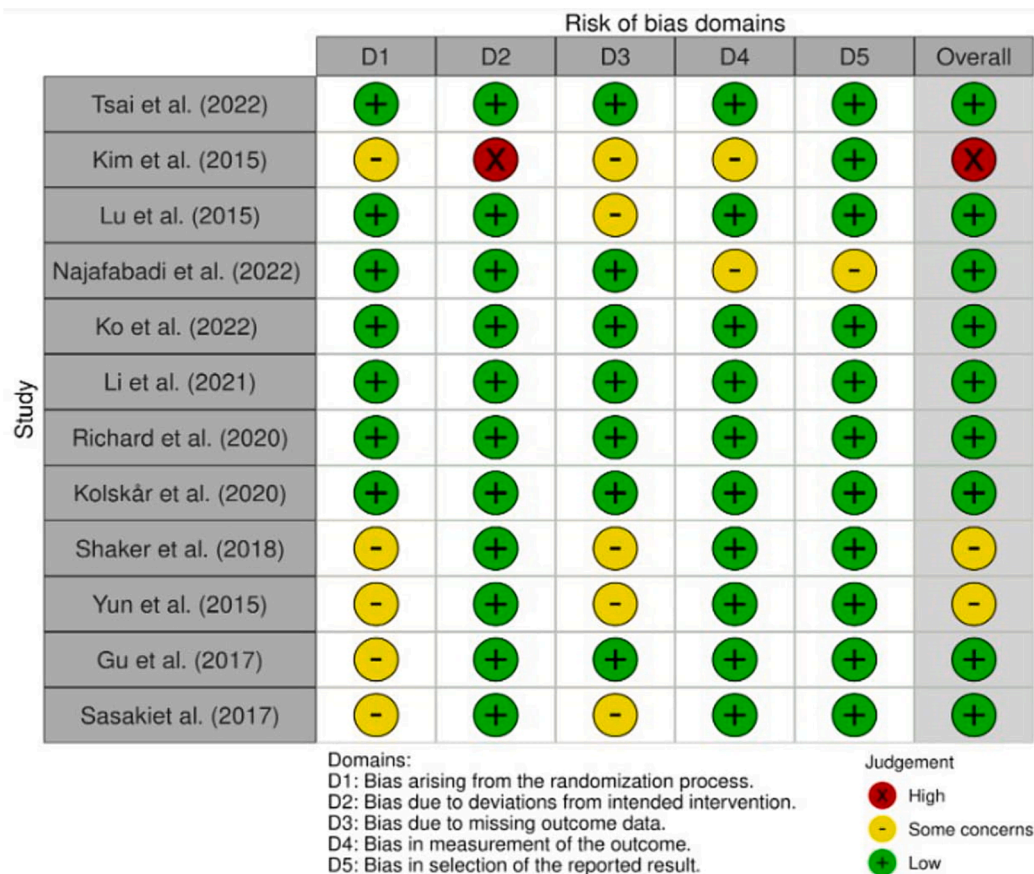 Risk of bias domains
D1 D2 D3 D4 D5 Overall
Tsai et al. (2022) + + + + + +
Kim et al. (2015) - X - - + X
Lu et al. (2015) + + - + + +
Najafabadi et al. (2022) + + + - - +
Ko et al. (2022) + + + + + +
Li et al. (2021) + + + + + +
Richard et al. (2020) + + + + + +
Kolskår et al. (2020) + + + + + +
Shaker et al. (2018) - + - + + -
Yun et al. (2015) - + - + + -
Gu et al. (2017) - + + + + +
Sasakiet al. (2017) - + - + + +
Study
Domains:
D1: Bias arising from the randomization process.
D2: Bias due to deviations from intended intervention.
D3: Bias due to missing outcome data.
D4: Bias in measurement of the outcome.
D5: Bias in selection of the reported result.
Judgement
X High
- Some concerns
+ Low